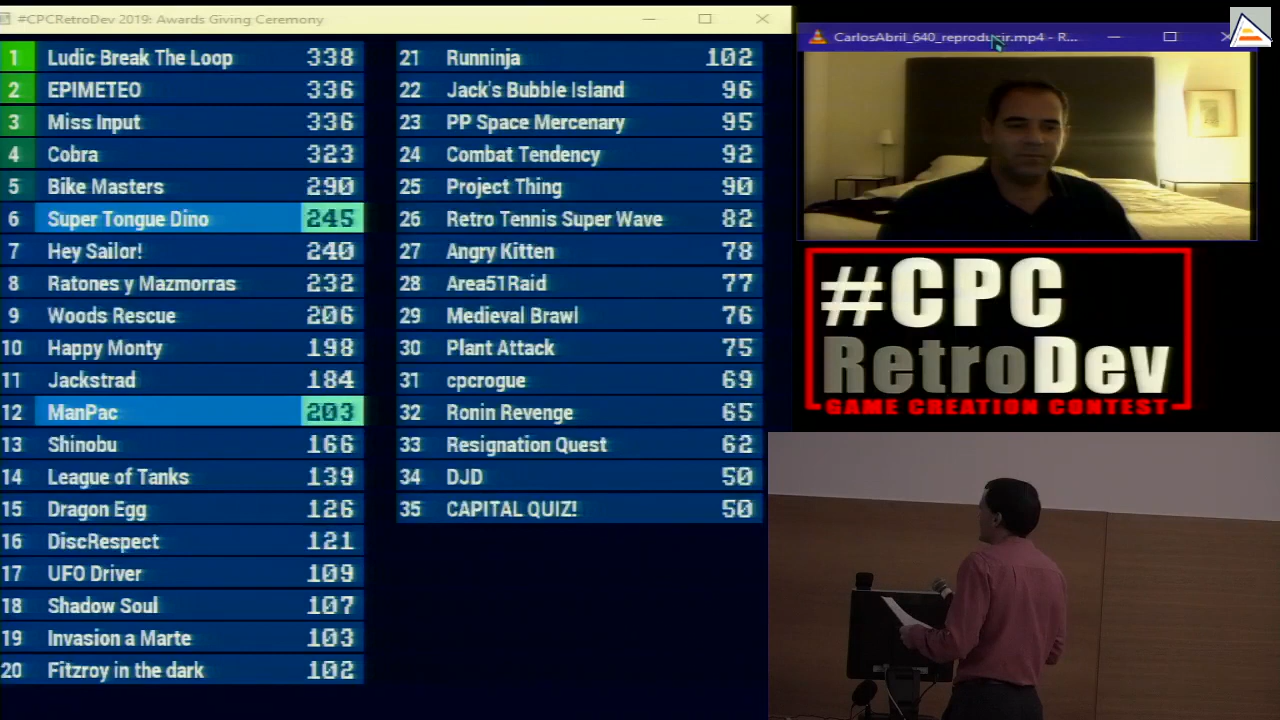 #CPCRetroDev 2019: Awards Giving Ceremony
1 Ludic Break The Loop 338
2 EPIMETEO 336
3 Miss Input 336
4 Cobra 323
5 Bike Masters 290
6 Super Tongue Dino 245
7 Hey Sailor! 240
8 Ratones y Mazmorras 232
9 Woods Rescue 206
10 Happy Monty 198
11 Jackstrad 184
12 ManPac 203
13 Shinobu 166
14 League of Tanks 139
15 Dragon Egg 126
16 DiscRespect 121
17 UFO Driver 109
18 Shadow Soul 107
19 Invasion a Marte 103
20 Fitzroy in the dark 102
21 Runninja 102
22 Jack's Bubble Island 96
23 PP Space Mercenary 95
24 Combat Tendency 92
25 Project Thing 90
26 Retro Tennis Super Wave 82
27 Angry Kitten 78
28 Area51Raid 77
29 Medieval Brawl 76
30 Plant Attack 75
31 cpcrogue 69
32 Ronin Revenge 65
33 Resignation Quest 62
34 DJD 50
35 CAPITAL QUIZ! 50
CarlosAbril_640_reproducir.mp4 - R...
#CPC
RetroDev
GAME CREATION CONTEST